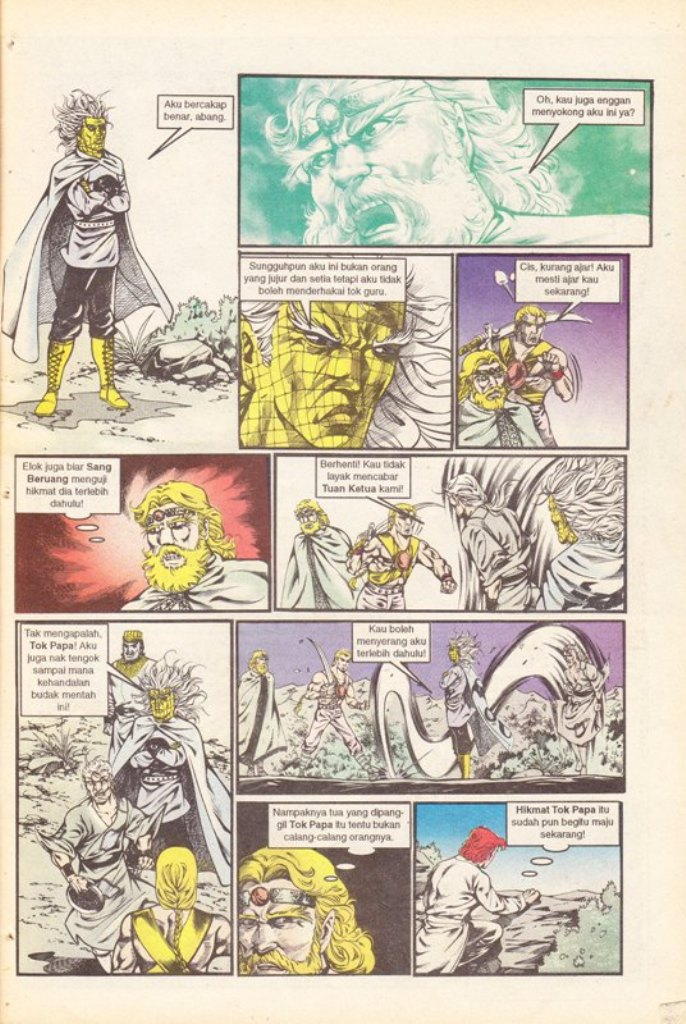 Aku bercakap
benar, abang.
Oh, kau juga enggan
menyokong aku ini ya?
Sungguhpun aku ini bukan orang
yang jujur dan setia tetapi aku tidak
boleh menderhakai tok guru.
Cis, kurang ajar! Aku
mesti ajar kau
sekarang!
Elok juga biar Sang
Beruang menguji
hikmat dia terlebih
dahulu!
Berhenti! Kau tidak
layak mencabar
Tuan Ketua kami!
Tak mengapalah,
Tok Papa! Aku
juga nak tengok
sampai mana
kehandalan
budak mentah
ini!
Kau boleh
menyerang aku
terlebih dahulu!
Nampaknya tua yang dipang-
gil Tok Papa itu tentu bukan
calang-calang orangnya.
Hikmat Tok Papa itu
sudah pun begitu maju
sekarang!